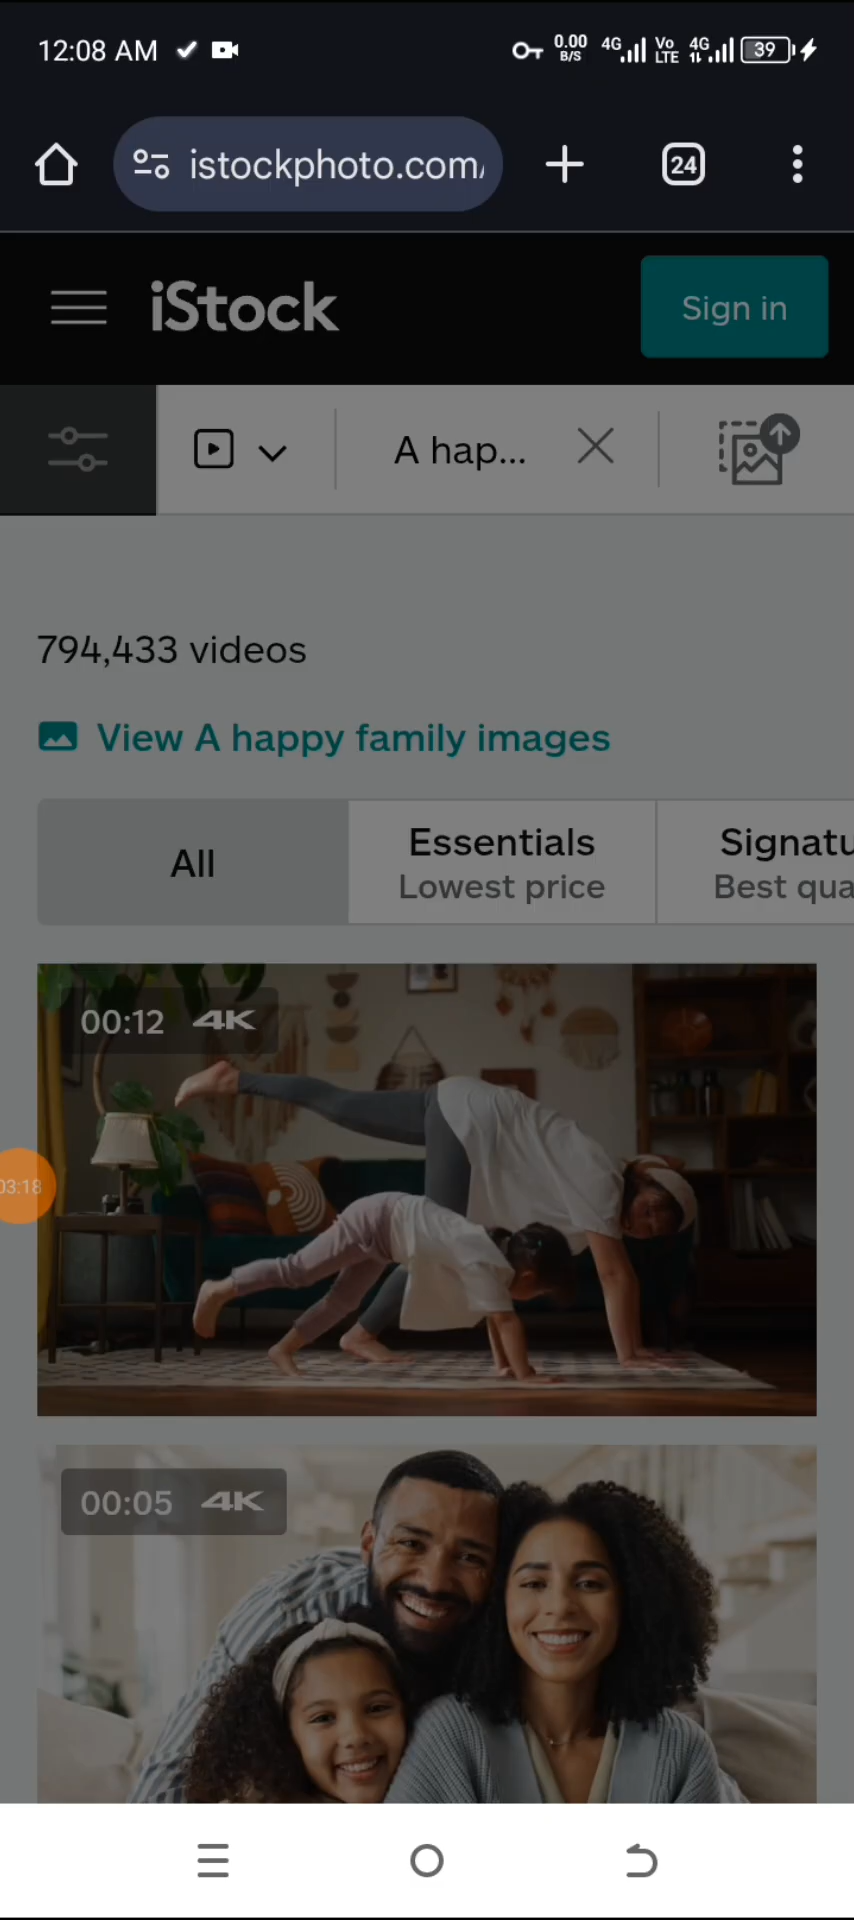 12:08 AM 0.00 B/S 4G Vo LTE 4G 39
istockphoto.com/ 24
iStock Sign in
A hap...
794,433 videos
View A happy family images
All Essentials Signatu
Lowest price Best qua
00:12 4K
03:18
00:05 4K